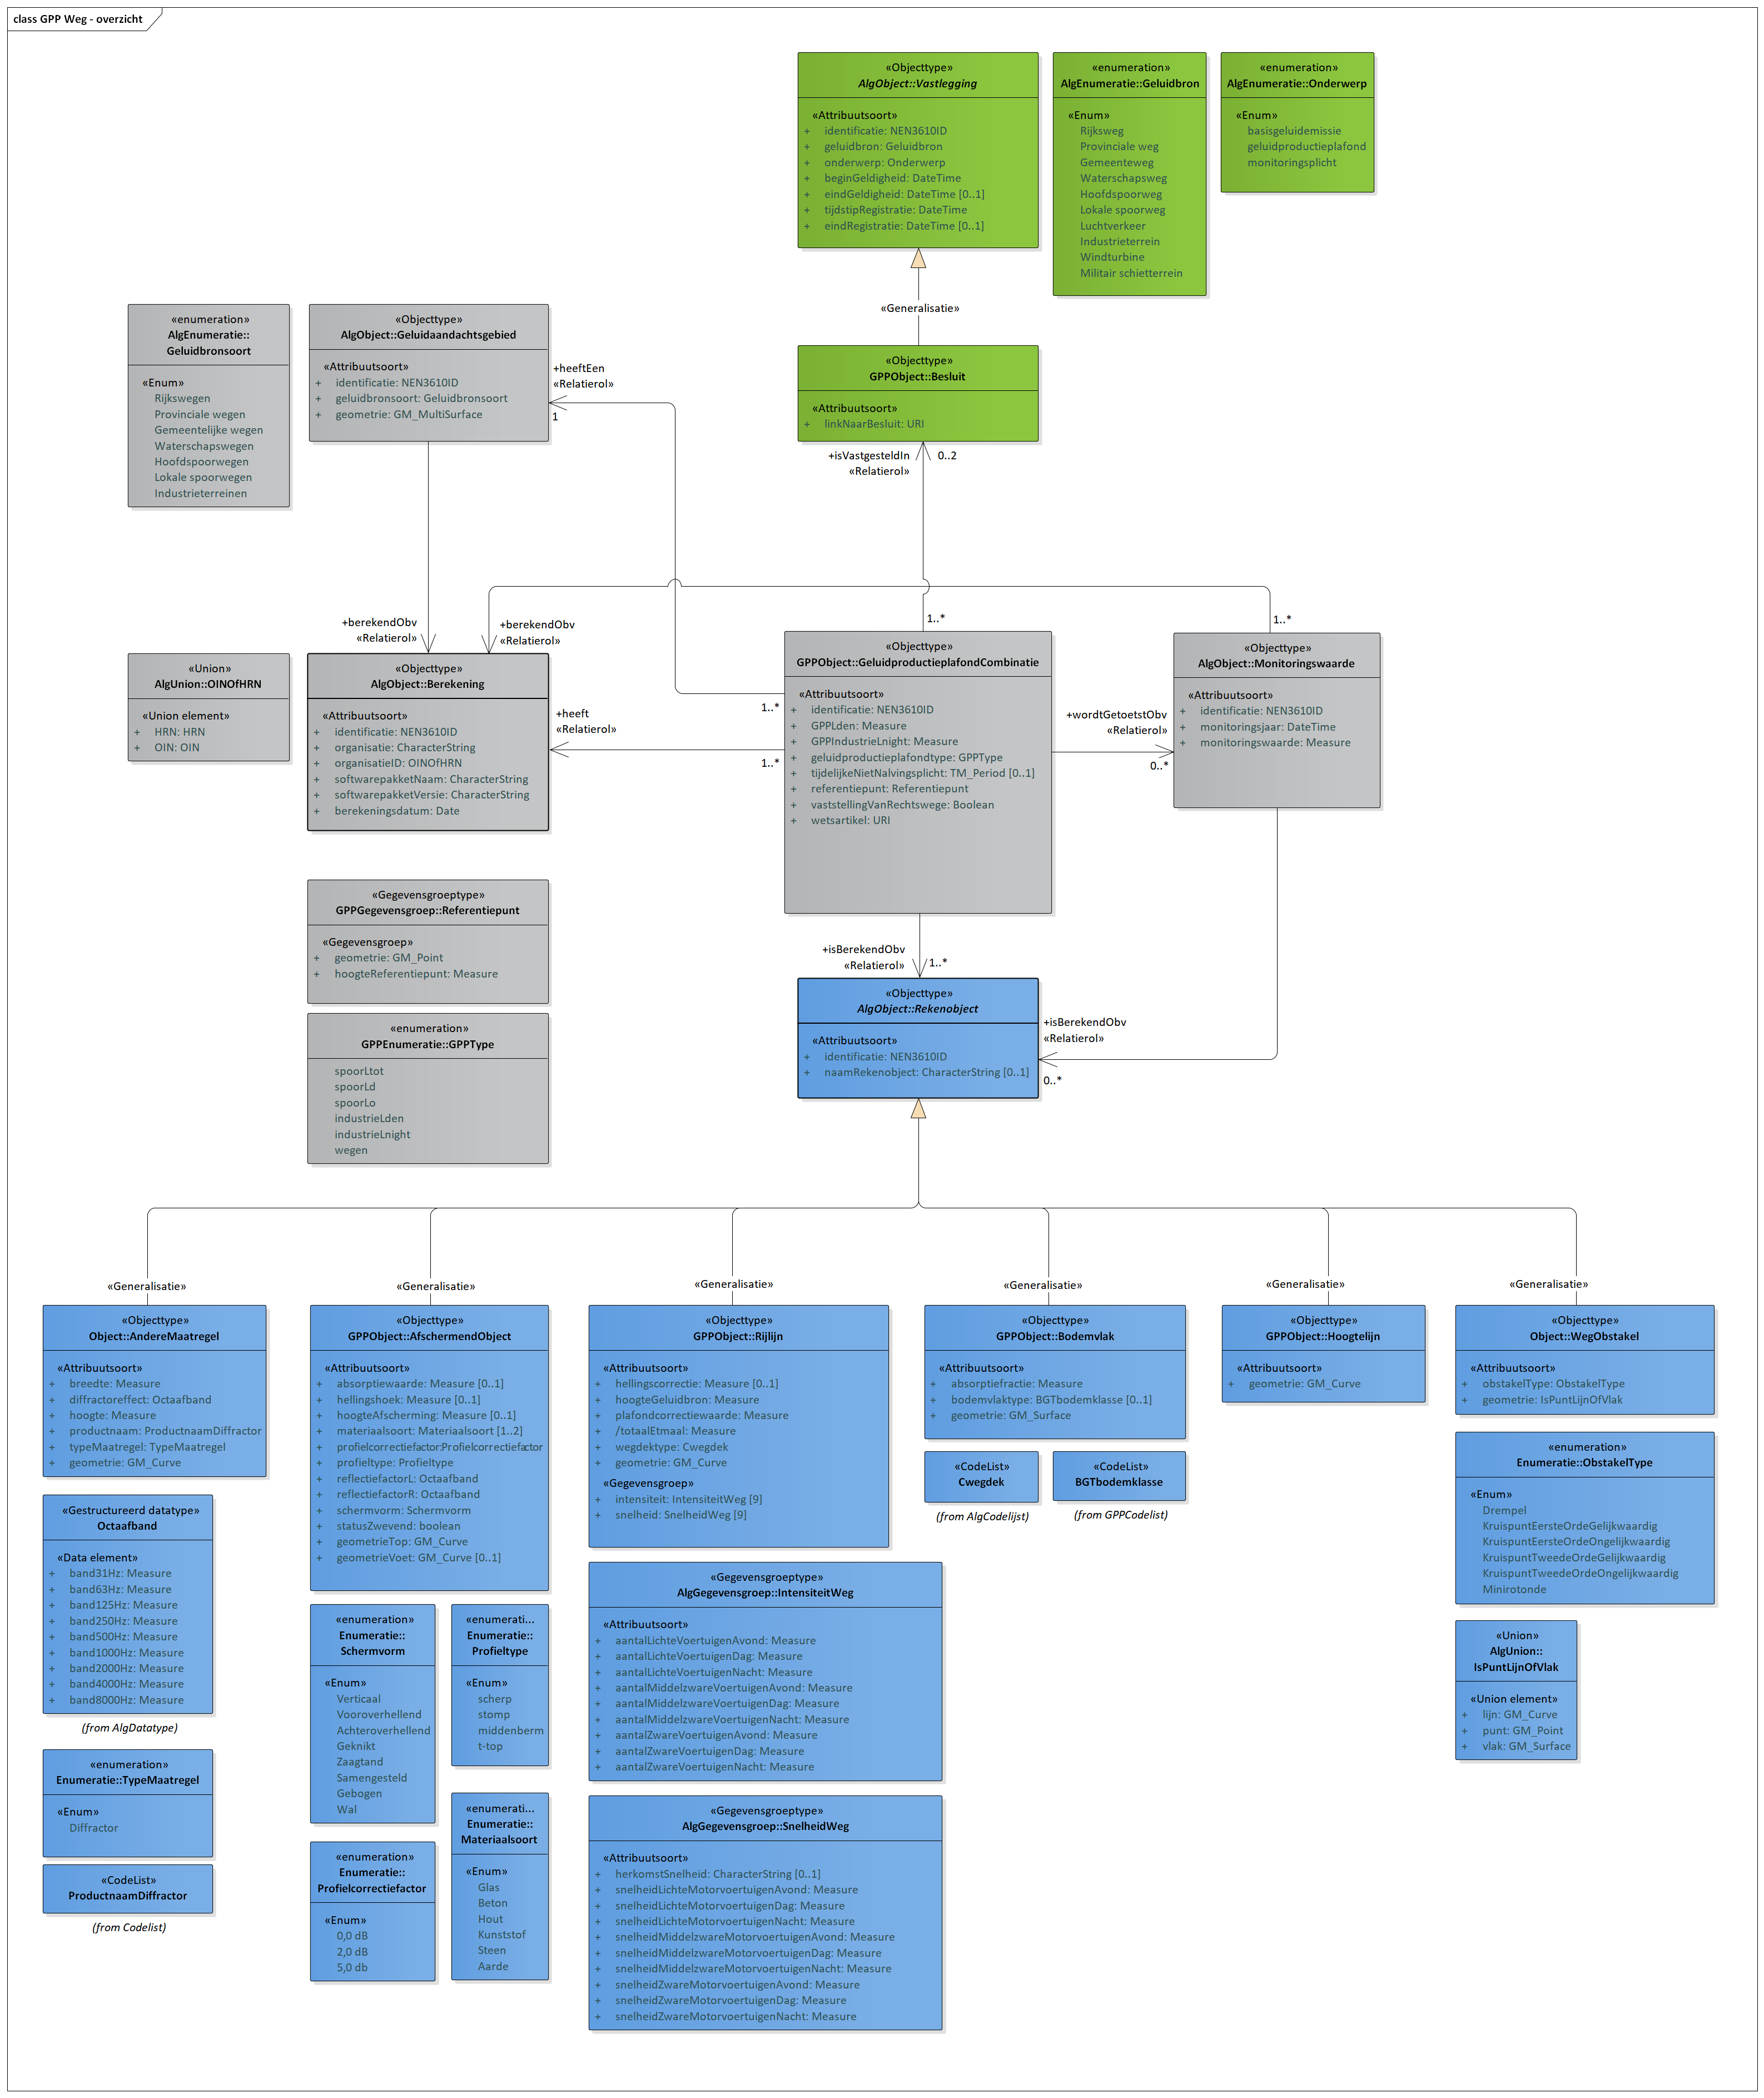 class GPP Weg - overzicht
«Objecttype»
AlgObject::Vastlegging
«Attribuutsoort»
+ identificatie: NEN3610ID
+ geluidbron: Geluidbron
+ onderwerp: Onderwerp
+ beginGeldigheid: DateTime
+ eindGeldigheid: DateTime [0..1]
+ tijdstipRegistratie: DateTime
+ eindRegistratie: DateTime [0..1]
«enumeration»
AlgEnumeratie::Geluidbron
«Enum»
Rijksweg
Provinciale weg
Gemeenteweg
Waterschapsweg
Hoofdspoorweg
Lokale spoorweg
Luchtverkeer
Industrieterrein
Windturbine
Militair schietterrein
«enumeration»
AlgEnumeratie::Onderwerp
«Enum»
basisgeluidemissie
geluidproductieplafond
monitoringsplicht
«Generalisatie»
«enumeration»
AlgEnumeratie::
Geluidbronsoort
«Enum»
Rijkswegen
Provinciale wegen
Gemeentelijke wegen
Waterschapswegen
Hoofdspoorwegen
Lokale spoorwegen
Industrieterreinen
«Objecttype»
AlgObject::Geluidaandachtsgebied
«Attribuutsoort»
+ identificatie: NEN3610ID
+ geluidbronsoort: Geluidbronsoort
+ geometrie: GM_MultiSurface
+heeftEen
«Relatierol»
1
«Objecttype»
GPPObject::Besluit
«Attribuutsoort»
+ linkNaarBesluit: URI
+isVastgesteldIn
«Relatierol»
0..2
+berekendObv
«Relatierol»
+berekendObv
«Relatierol»
1..*
1..*
«Union»
AlgUnion::OINOfHRN
«Union element»
+ HRN: HRN
+ OIN: OIN
«Objecttype»
AlgObject::Berekening
«Attribuutsoort»
+ identificatie: NEN3610ID
+ organisatie: CharacterString
+ organisatieID: OINOfHRN
+ softwarepakketNaam: CharacterString
+ softwarepakketVersie: CharacterString
+ berekeningsdatum: Date
+heeft
«Relatierol»
1..*
1..*
«Objecttype»
GPPObject::GeluidproductieplafondCombinatie
«Attribuutsoort»
+ identificatie: NEN3610ID
+ GPPLden: Measure
+ GPPIndustrieLnight: Measure
+ geluidproductieplafondtype: GPPType
+ tijdelijkeNietNalvingsplicht: TM_Period [0..1]
+ referentiepunt: Referentiepunt
+ vaststellingVanRechtswege: Boolean
+ wetsartikel: URI
+wordtGetoetstObv
«Relatierol»
0..*
«Objecttype»
AlgObject::Monitoringswaarde
«Attribuutsoort»
+ identificatie: NEN3610ID
+ monitoringsjaar: DateTime
+ monitoringswaarde: Measure
«Gegevensgroeptype»
GPPGegevensgroep::Referentiepunt
«Gegevensgroep»
+ geometrie: GM_Point
+ hoogteReferentiepunt: Measure
«enumeration»
GPPEnumeratie::GPPType
spoorLtot
spoorLd
spoorLo
industrieLden
industrieLnight
wegen
+isBerekendObv
«Relatierol»
1..*
«Objecttype»
AlgObject::Rekenobject
«Attribuutsoort»
+ identificatie: NEN3610ID
+ naamRekenobject: CharacterString [0..1]
+isBerekendObv
«Relatierol»
0..*
«Generalisatie»
«Generalisatie»
«Generalisatie»
«Generalisatie»
«Generalisatie»
«Generalisatie»
«Objecttype»
Object::AndereMaatregel
«Attribuutsoort»
+ breedte: Measure
+ diffractoreffect: Octaafband
+ hoogte: Measure
+ productnaam: ProductnaamDiffractor
+ typeMaatregel: TypeMaatregel
+ geometrie: GM_Curve
«Gestructureerd datatype»
Octaafband
«Data element»
+ band31Hz: Measure
+ band63Hz: Measure
+ band125Hz: Measure
+ band250Hz: Measure
+ band500Hz: Measure
+ band1000Hz: Measure
+ band2000Hz: Measure
+ band4000Hz: Measure
+ band8000Hz: Measure
(from AlgDatatype)
«enumeration»
Enumeratie::TypeMaatregel
«Enum»
Diffractor
«CodeList»
ProductnaamDiffractor
(from Codelist)
«Objecttype»
GPPObject::AfschermendObject
«Attribuutsoort»
+ absorptiewaarde: Measure [0..1]
+ hellingshoek: Measure [0..1]
+ hoogteAfscherming: Measure [0..1]
+ materiaalsoort: Materiaalsoort [1..2]
+ profielcorrectiefactor:Profielcorrectiefactor
+ profieltype: Profieltype
+ reflectiefactorL: Octaafband
+ reflectiefactorR: Octaafband
+ schermvorm: Schermvorm
+ statusZwevend: boolean
+ geometrieTop: GM_Curve
+ geometrieVoet: GM_Curve [0..1]
«enumeration»
Enumeratie::
Schermvorm
«Enum»
Verticaal
Vooroverhellend
Achteroverhellend
Geknikt
Zaagtand
Samengesteld
Gebogen
Wal
«enumerati...
Enumeratie::
Profieltype
«Enum»
scherp
stomp
middenberm
t-top
«enumeration»
Enumeratie::
Profielcorrectiefactor
«Enum»
0,0 dB
2,0 dB
5,0 db
«enumerati...
Enumeratie::
Materiaalsoort
«Enum»
Glas
Beton
Hout
Kunststof
Steen
Aarde
«Objecttype»
GPPObject::Rijlijn
«Attribuutsoort»
+ hellingscorrectie: Measure [0..1]
+ hoogteGeluidbron: Measure
+ plafondcorrectiewaarde: Measure
+ /totaalEtmaal: Measure
+ wegdektype: Cwegdek
+ geometrie: GM_Curve
«Gegevensgroep»
+ intensiteit: IntensiteitWeg [9]
+ snelheid: SnelheidWeg [9]
«Gegevensgroeptype»
AlgGegevensgroep::IntensiteitWeg
«Attribuutsoort»
+ aantalLichteVoertuigenAvond: Measure
+ aantalLichteVoertuigenDag: Measure
+ aantalLichteVoertuigenNacht: Measure
+ aantalMiddelzwareVoertuigenAvond: Measure
+ aantalMiddelzwareVoertuigenDag: Measure
+ aantalMiddelzwareVoertuigenNacht: Measure
+ aantalZwareVoertuigenAvond: Measure
+ aantalZwareVoertuigenDag: Measure
+ aantalZwareVoertuigenNacht: Measure
«Gegevensgroeptype»
AlgGegevensgroep::SnelheidWeg
«Attribuutsoort»
+ herkomstSnelheid: CharacterString [0..1]
+ snelheidLichteMotorvoertuigenAvond: Measure
+ snelheidLichteMotorvoertuigenDag: Measure
+ snelheidLichteMotorvoertuigenNacht: Measure
+ snelheidMiddelzwareMotorvoertuigenAvond: Measure
+ snelheidMiddelzwareMotorvoertuigenDag: Measure
+ snelheidMiddelzwareMotorvoertuigenNacht: Measure
+ snelheidZwareMotorvoertuigenAvond: Measure
+ snelheidZwareMotorvoertuigenDag: Measure
+ snelheidZwareMotorvoertuigenNacht: Measure
«Objecttype»
GPPObject::Bodemvlak
«Attribuutsoort»
+ absorptiefractie: Measure
+ bodemvlaktype: BGTbodemklasse [0..1]
+ geometrie: GM_Surface
«CodeList»
Cwegdek
(from AlgCodelijst)
«CodeList»
BGTbodemklasse
(from GPPCodelist)
«Objecttype»
GPPObject::Hoogtelijn
«Attribuutsoort»
+ geometrie: GM_Curve
«Objecttype»
Object::WegObstakel
«Attribuutsoort»
+ obstakelType: ObstakelType
+ geometrie: IsPuntLijnOfVlak
«enumeration»
Enumeratie::ObstakelType
«Enum»
Drempel
KruispuntEersteOrdeGelijkwaardig
KruispuntEersteOrdeOngelijkwaardig
KruispuntTweedeOrdeGelijkwaardig
KruispuntTweedeOrdeOngelijkwaardig
Minirotonde
«Union»
AlgUnion::
IsPuntLijnOfVlak
«Union element»
+ lijn: GM_Curve
+ punt: GM_Point
+ vlak: GM_Surface